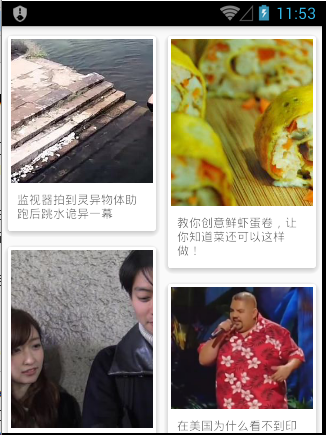 11:53
监视器拍到灵异物体助
跑后跳水诡异一幕
教你创意鲜虾蛋卷，让
你知道菜还可以这样
做！
在美国为什么看不到印